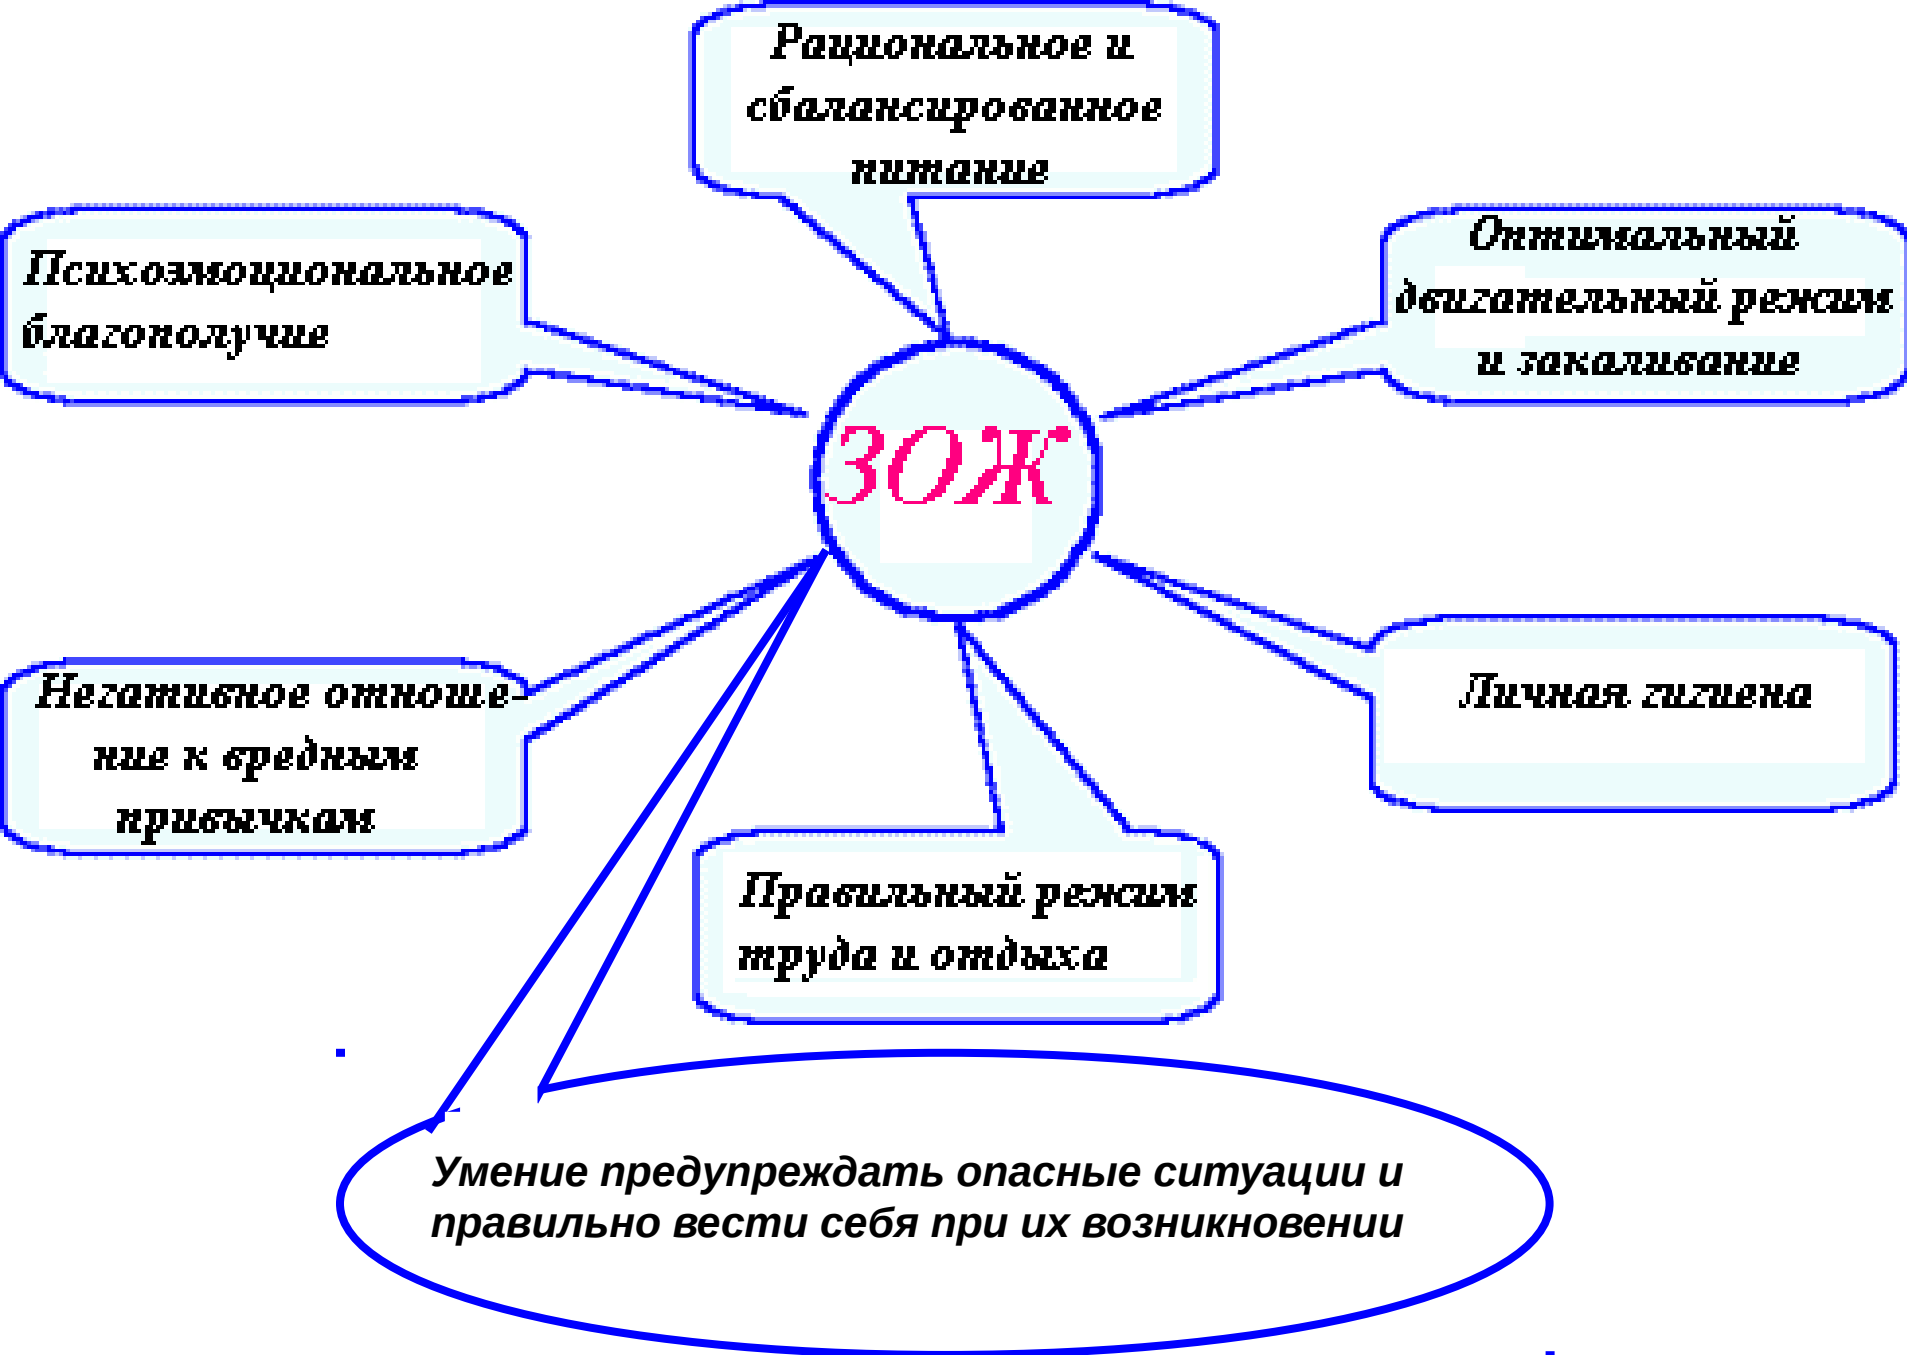 Рациональное и
сбалансированное
питание
Психоэмоциональное
благополучие
Оптимальный
двигательный режим
и закаливание
ЗОЖ
Негативное отноше-
ние к вредным
привычкам
Личная гигиена
Правильный режим
труда и отдыха
Умение предупреждать опасные ситуации и
правильно вести себя при их возникновении